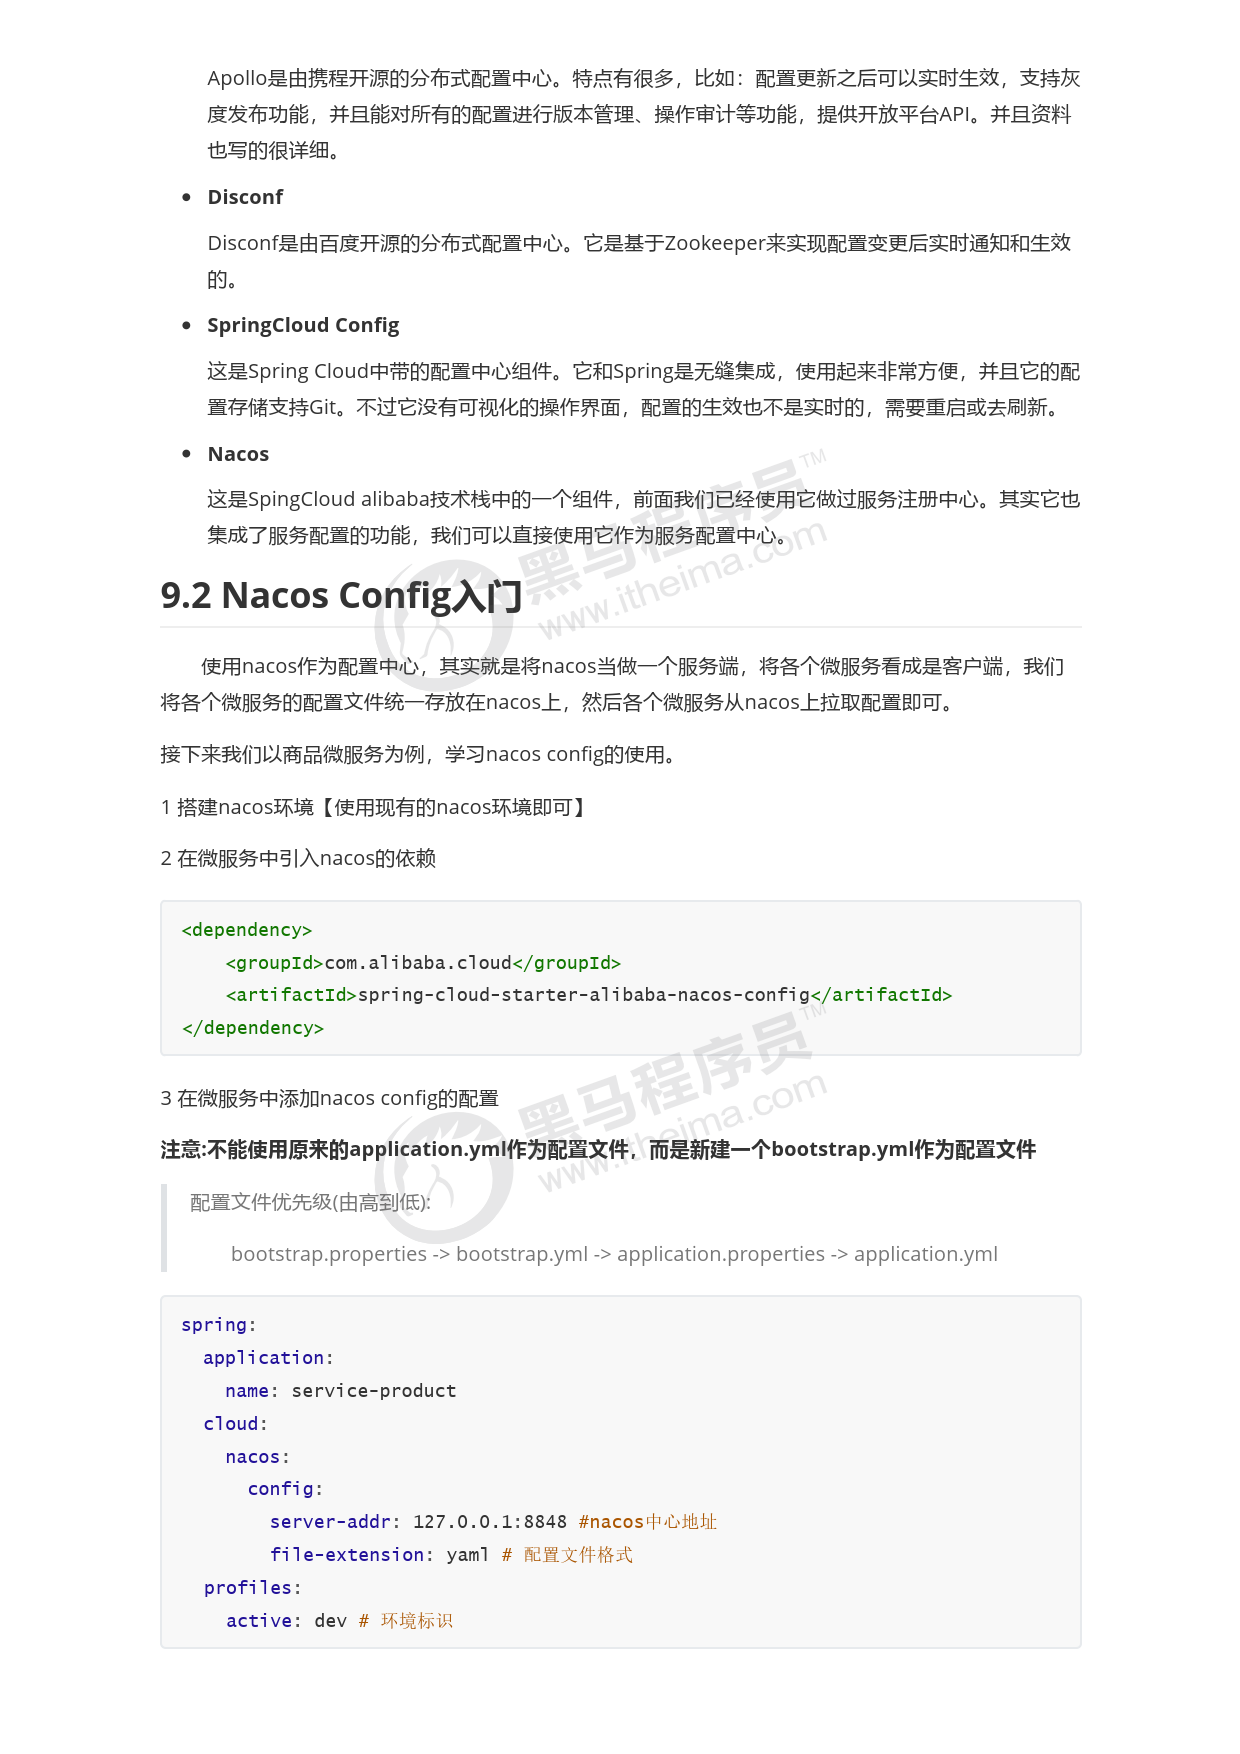 Apollo是由携程开源的分布式配置中心。特点有很多，比如：配置更新之后可以实时生效，支持灰
度发布功能，并且能对所有的配置进行版本管理、操作审计等功能，提供开放平台API。并且资料
也写的很详细。
Disconf
Disconf是由百度开源的分布式配置中心。它是基于Zookeeper来实现配置变更后实时通知和生效
的。
SpringCloud Config
这是Spring Cloud中带的配置中心组件。它和Spring是无缝集成，使用起来非常方便，并且它的配
置存储支持Git。不过它没有可视化的操作界面，配置的生效也不是实时的，需要重启或去刷新。
Nacos
这是SpingCloud alibaba技术栈中的一个组件，前面我们已经使用它做过服务注册中心。其实它也
集成了服务配置的功能，我们可以直接使用它作为服务配置中心。
黑马程序员™
www.itheima.com
9.2 Nacos Config入门
使用nacos作为配置中心，其实就是将nacos当做一个服务端，将各个微服务看成是客户端，我们
将各个微服务的配置文件统一存放在nacos上，然后各个微服务从nacos上拉取配置即可。
接下来我们以商品微服务为例，学习nacos config的使用。
1 搭建nacos环境【使用现有的nacos环境即可】
2 在微服务中引入nacos的依赖
<dependency>
    <groupId>com.alibaba.cloud</groupId>
    <artifactId>spring-cloud-starter-alibaba-nacos-config</artifactId>
</dependency>
黑马程序员™
www.itheima.com
3 在微服务中添加nacos config的配置
注意:不能使用原来的application.yml作为配置文件，而是新建一个bootstrap.yml作为配置文件
配置文件优先级(由高到低):
bootstrap.properties -> bootstrap.yml -> application.properties -> application.yml
spring:
  application:
    name: service-product
  cloud:
    nacos:
      config:
        server-addr: 127.0.0.1:8848 #nacos中心地址
        file-extension: yaml # 配置文件格式
  profiles:
    active: dev # 环境标识